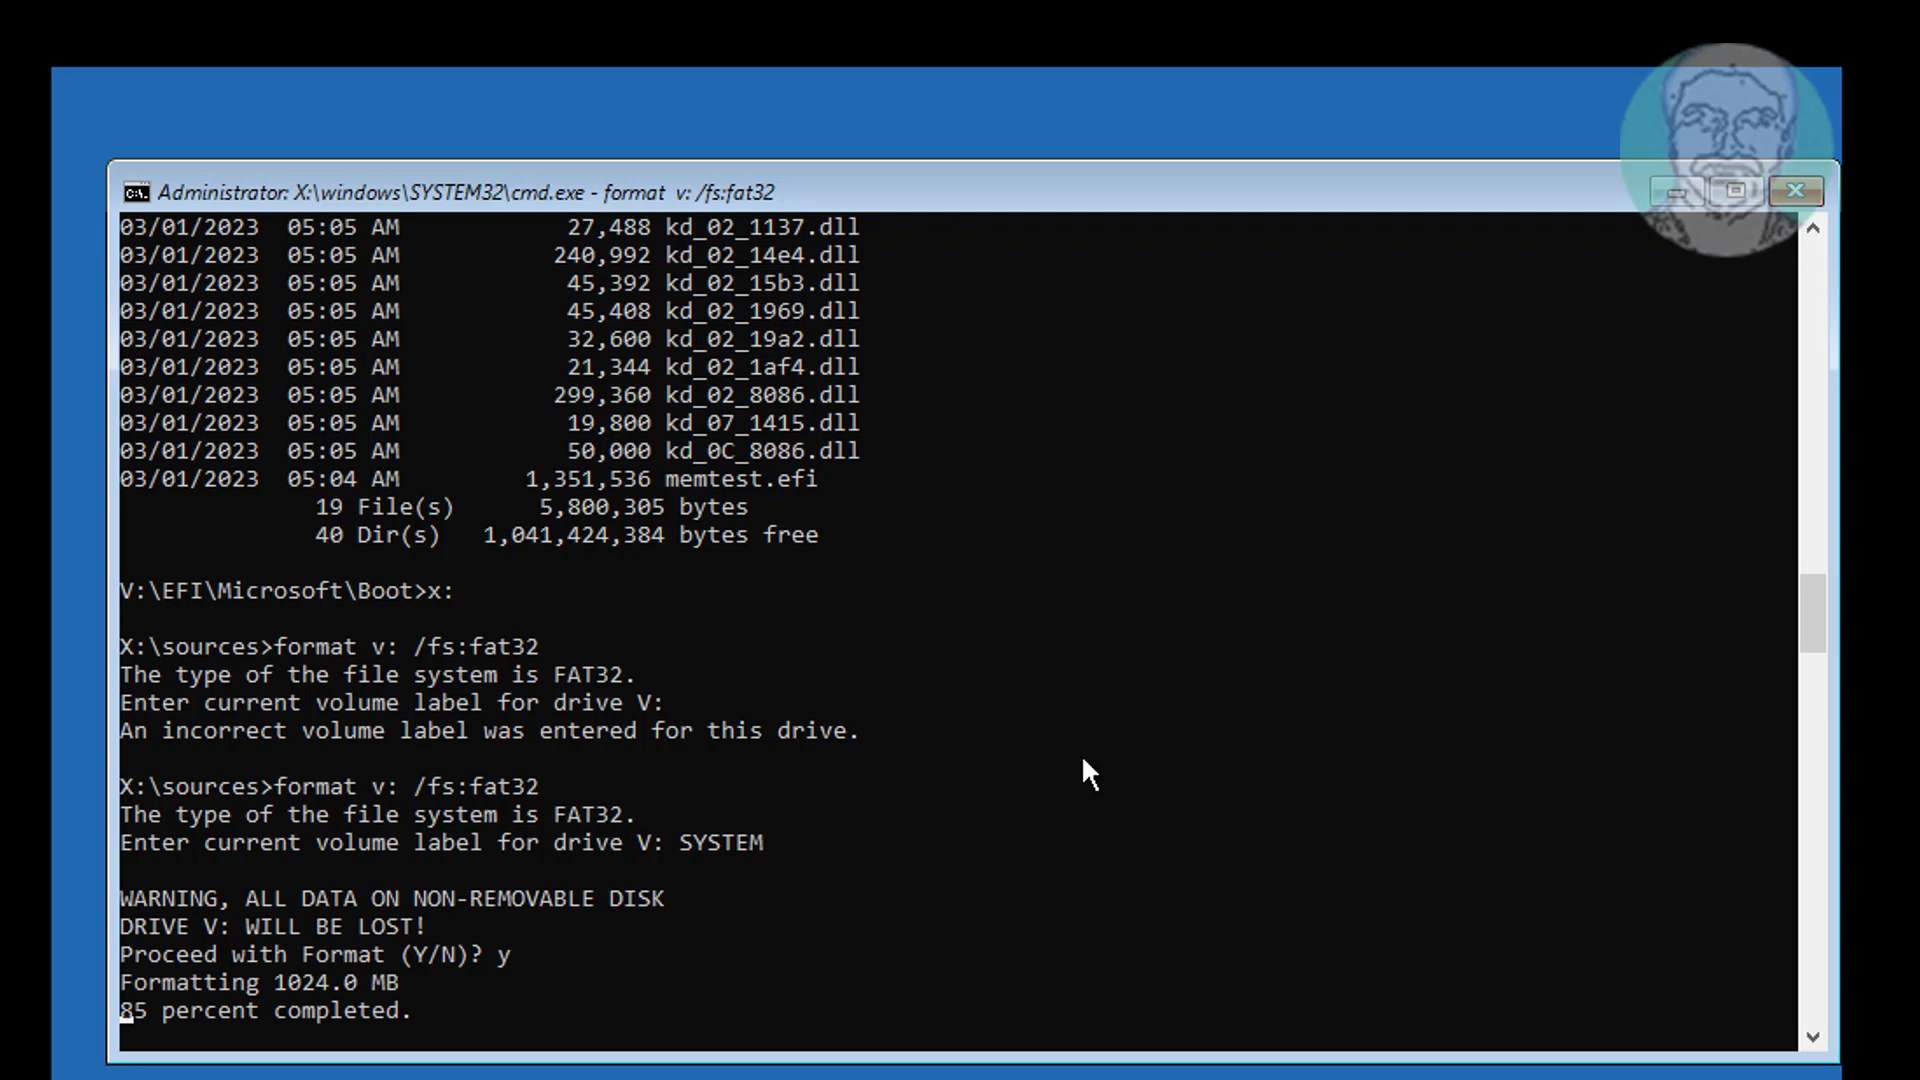 Administrator: X:\windows\SYSTEM32\cmd.exe - format  v: /fs:fat32
03/01/2023  05:05 AM            27,488 kd_02_1137.dll
03/01/2023  05:05 AM           240,992 kd_02_14e4.dll
03/01/2023  05:05 AM            45,392 kd_02_15b3.dll
03/01/2023  05:05 AM            45,408 kd_02_1969.dll
03/01/2023  05:05 AM            32,600 kd_02_19a2.dll
03/01/2023  05:05 AM            21,344 kd_02_1af4.dll
03/01/2023  05:05 AM           299,360 kd_02_8086.dll
03/01/2023  05:05 AM            19,800 kd_07_1415.dll
03/01/2023  05:05 AM            50,000 kd_0C_8086.dll
03/01/2023  05:04 AM         1,351,536 memtest.efi
              19 File(s)      5,800,305 bytes
              40 Dir(s)   1,041,424,384 bytes free
V:\EFI\Microsoft\Boot>x:
X:\sources>format v: /fs:fat32
The type of the file system is FAT32.
Enter current volume label for drive V:
An incorrect volume label was entered for this drive.
X:\sources>format v: /fs:fat32
The type of the file system is FAT32.
Enter current volume label for drive V: SYSTEM
WARNING, ALL DATA ON NON-REMOVABLE DISK
DRIVE V: WILL BE LOST!
Proceed with Format (Y/N)? y
Formatting 1024.0 MB
85 percent completed.